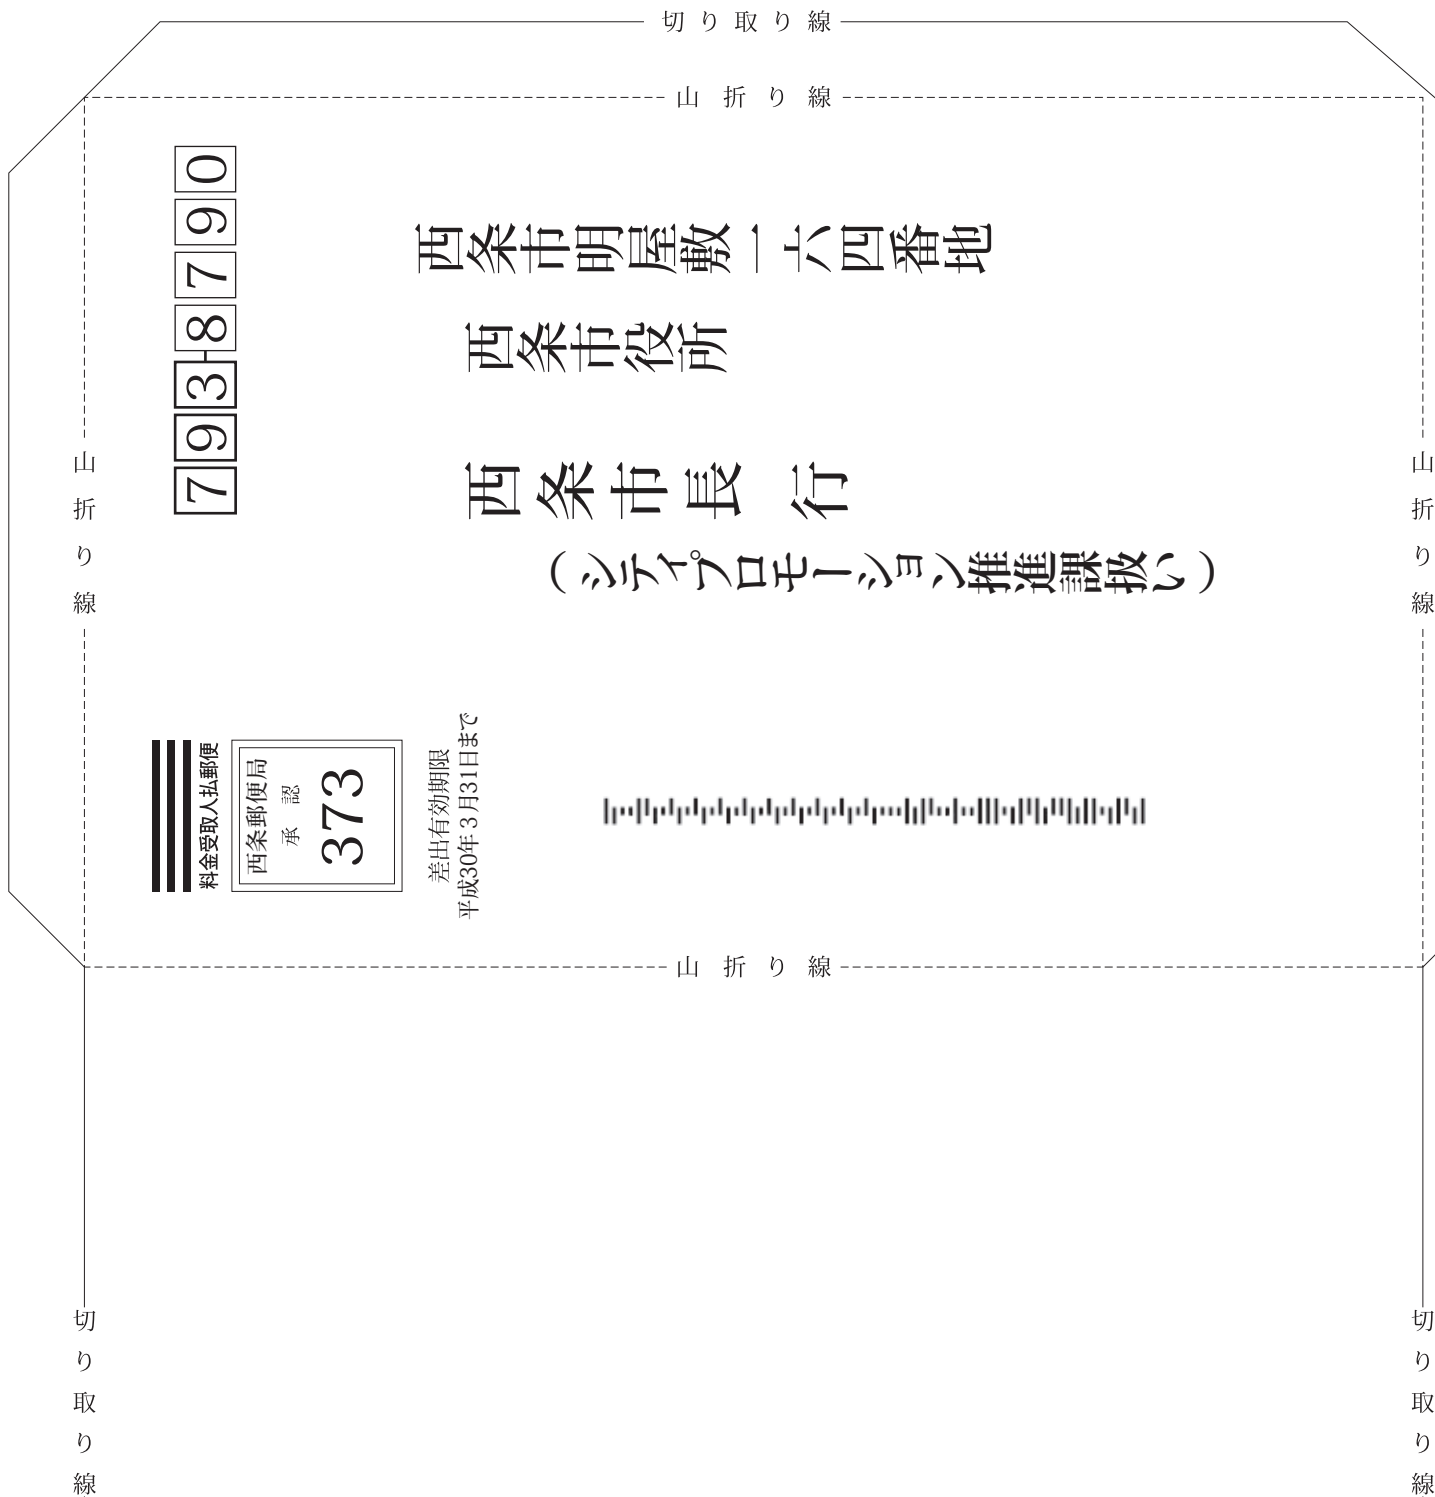 切り取り線
山折り線
793-8790
西条市明屋敷一六四番地
西条市役所
西条市長 行
（シティプロモーション推進課扱い）
料金受取人払郵便
西条郵便局
承認
373
差出有効期限
平成30年3月31日まで
山折り線
山折り線
山折り線
切り取り線
切り取り線